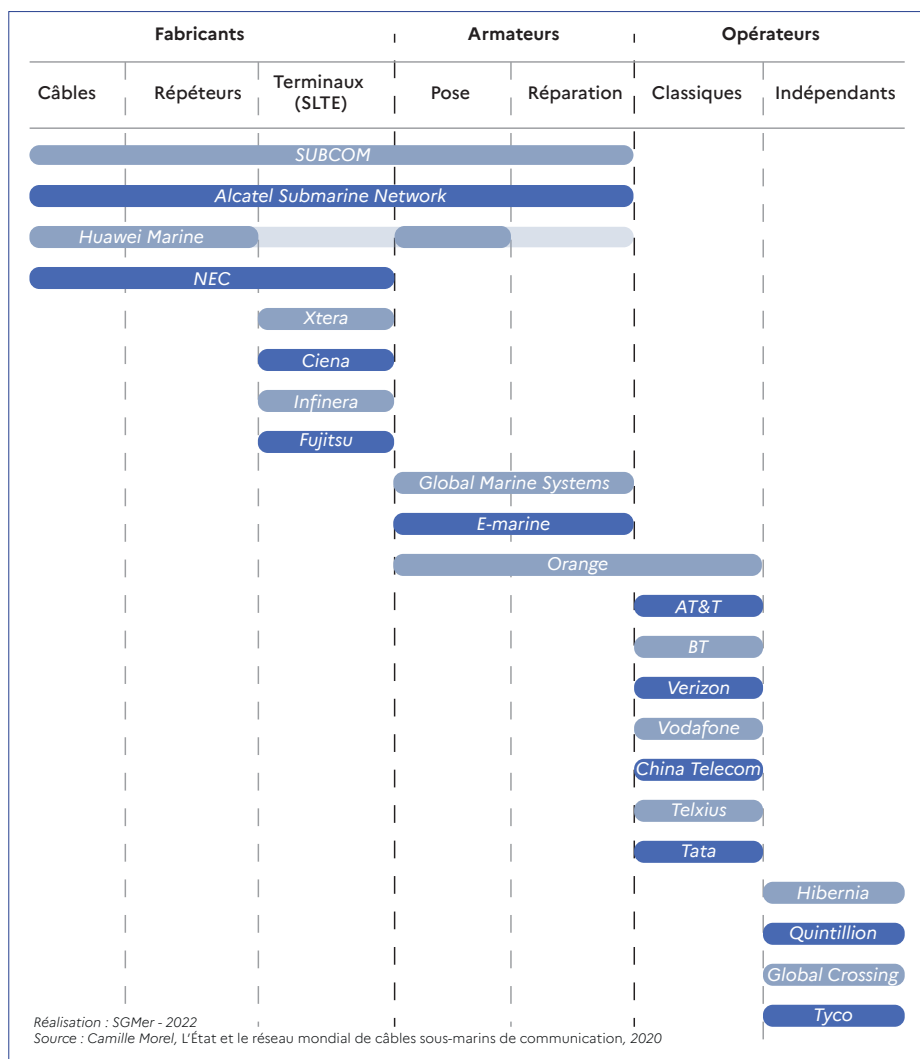 Fabricants Armateurs Opérateurs
Câbles Répéteurs Terminaux (SLTE) Pose Réparation Classiques Indépendants
SUBCOM
Alcatel Submarine Network
Huawei Marine
NEC
Xtera
Ciena
Infinera
Fujitsu
Global Marine Systems
E-marine
Orange
AT&T
BT
Verizon
Vodafone
China Telecom
Telxius
Tata
Hibernia
Quintillion
Global Crossing
Tyco
Réalisation : SGMer - 2022
Source : Camille Morel, L'État et le réseau mondial de câbles sous-marins de communication, 2020